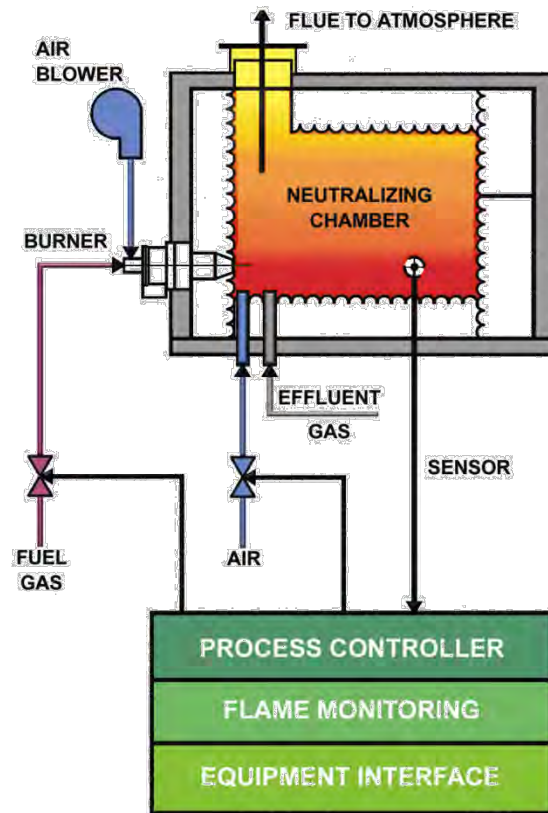 FLUE TO ATMOSPHERE
AIR
BLOWER
NEUTRALIZING
CHAMBER
BURNER
EFFLUENT
GAS
SENSOR
FUEL
GAS
AIR
PROCESS CONTROLLER
FLAME MONITORING
EQUIPMENT INTERFACE